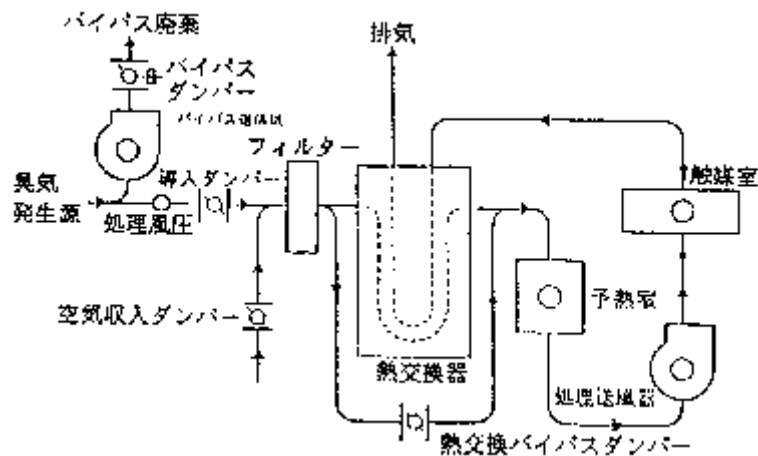 バイパス廃棄
バイパス
ダンパー
排気
フィルター
臭気
発生源
導入ダンパー
処理風圧
触媒室
空気収入ダンパー
予熱室
熱交換器
処理送風器
熱交換バイパスダンパー